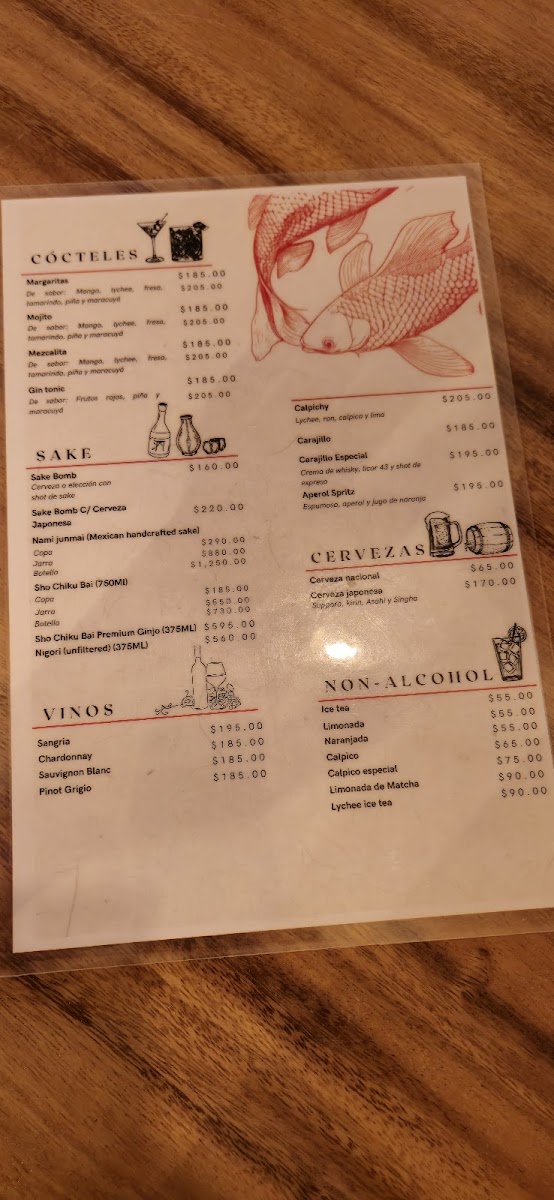 CÓCTELES
Margaritas $185.00
De sabor: Mango, lychee, fresa, $205.00
tamarindo, piña y maracuyá
Mojito $185.00
De sabor: Mango, lychee, fresa, $205.00
tamarindo, piña y maracuyá
Mezcalita $185.00
De sabor: Mango, lychee, fresa, $205.00
tamarindo, piña y maracuyá
Gin tonic $185.00
De sabor: Frutos rojos, piña y $205.00
maracuyá
SAKE
Sake Bomb $160.00
Cerveza a elección con
shot de sake
Sake Bomb C/ Cerveza $220.00
Japonesa
Nami junmai (Mexican handcrafted sake)
Copa $290.00
Jarra $880.00
Botella $1,250.00
Sho Chiku Bai (750Ml)
Copa $185.00
Jarra $550.00
Botella $730.00
Sho Chiku Bai Premium Ginjo (375ML) $595.00
Nigori (unfiltered) (375ML) $560.00
VINOS
Sangria $195.00
Chardonnay $185.00
Sauvignon Blanc $185.00
Pinot Grigio $185.00
Calpichy $205.00
Lychee, ron, calpico y lima
Carajillo $185.00
Carajillo Especial $195.00
Crema de whisky, licor 43 y shot de
expreso
Aperol Spritz $195.00
Espumoso, aperol y jugo de naranja
CERVEZAS
Cerveza nacional $65.00
Cerveza japonesa $170.00
Sapporo, kirin, Asahi y Singha
NON-ALCOHOL
Ice tea $55.00
Limonada $55.00
Naranjada $55.00
Calpico $65.00
Calpico especial $75.00
Limonada de Matcha $90.00
Lychee ice tea $90.00